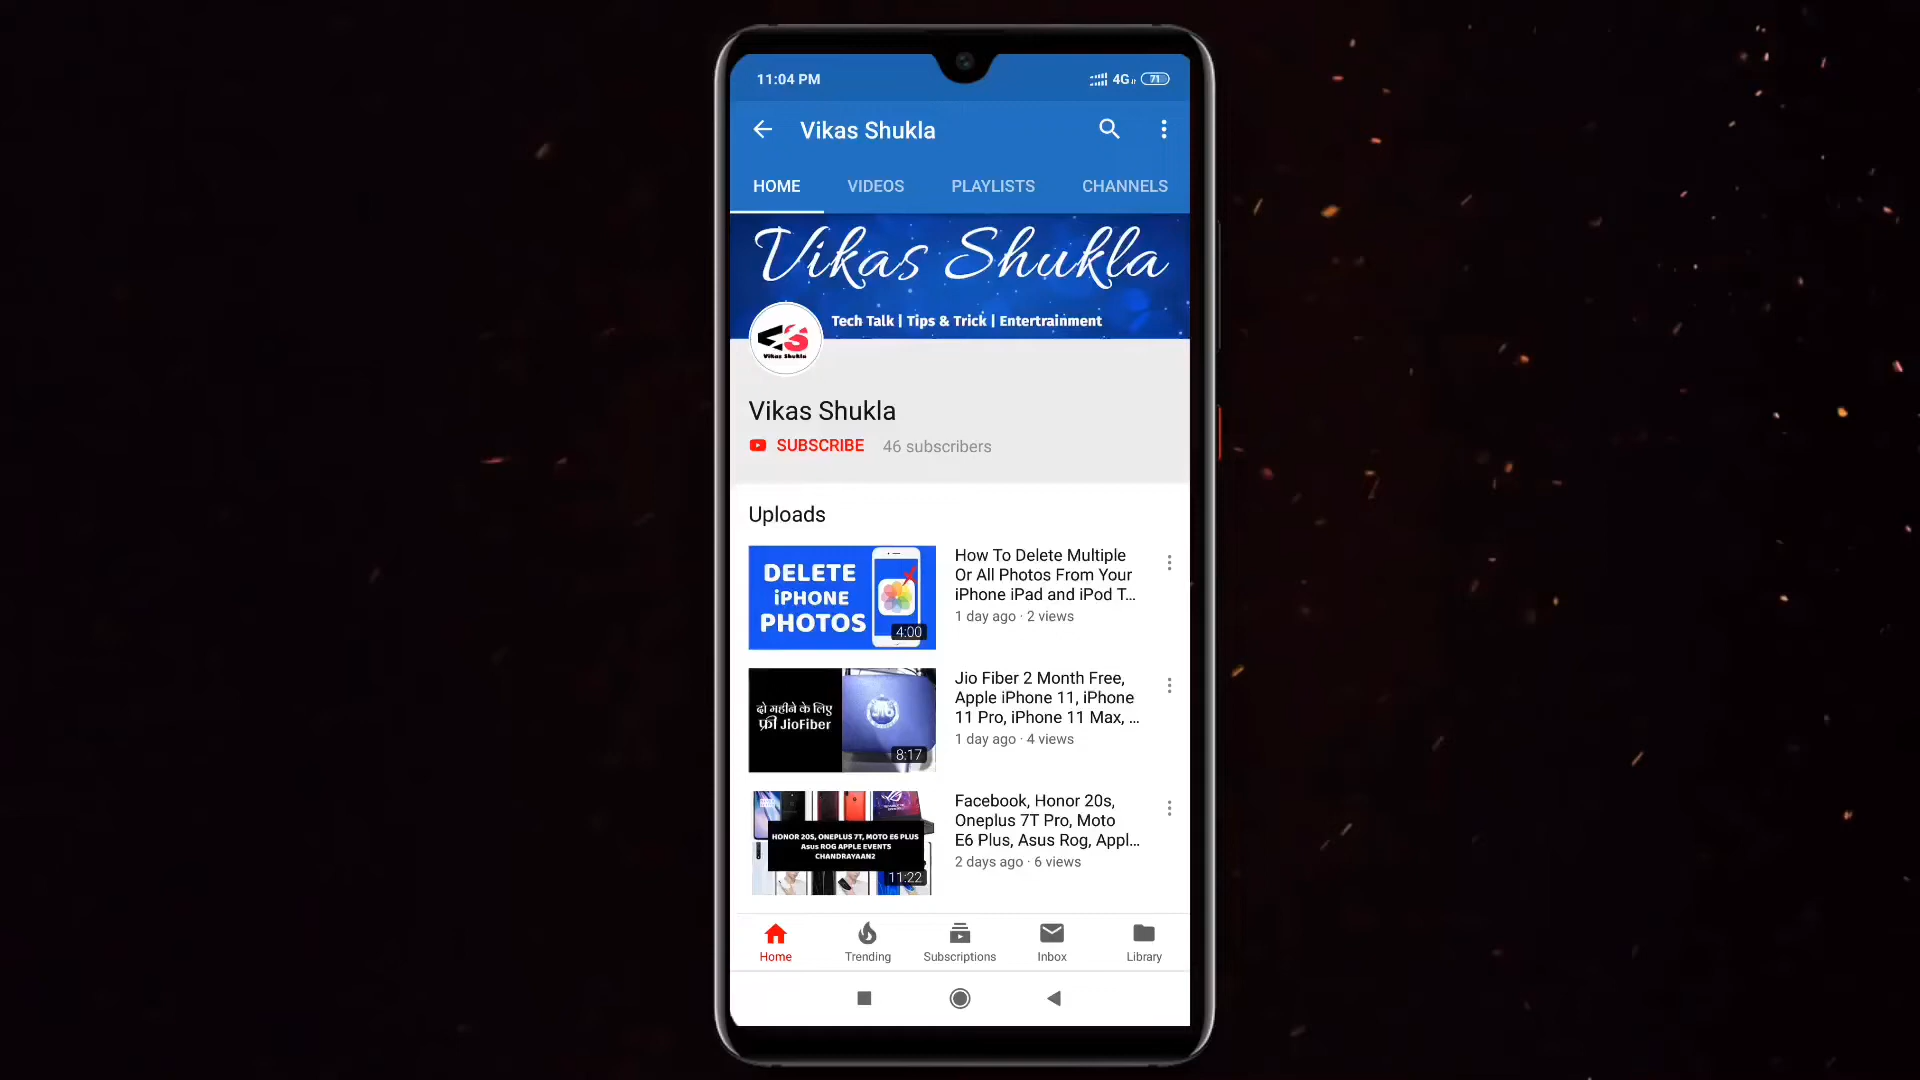 11:04 PM 4G 71
Vikas Shukla
HOME VIDEOS PLAYLISTS CHANNELS
Vikas Shukla
Tech Talk | Tips & Trick | Entertrainment
Vikas Shukla
Vikas Shukla
SUBSCRIBE 46 subscribers
Uploads
DELETE
iPHONE
PHOTOS
4:00
How To Delete Multiple
Or All Photos From Your
iPhone iPad and iPod T...
1 day ago · 2 views
दो महीने के लिए
फ्री JioFiber
8:17
Jio Fiber 2 Month Free,
Apple iPhone 11, iPhone
11 Pro, iPhone 11 Max, ...
1 day ago · 4 views
HONOR 20S, ONEPLUS 7T, MOTO E6 PLUS
Asus ROG APPLE EVENTS
CHANDRAYAAN2
11:22
Facebook, Honor 20s,
Oneplus 7T Pro, Moto
E6 Plus, Asus Rog, Appl...
2 days ago · 6 views
Home Trending Subscriptions Inbox Library